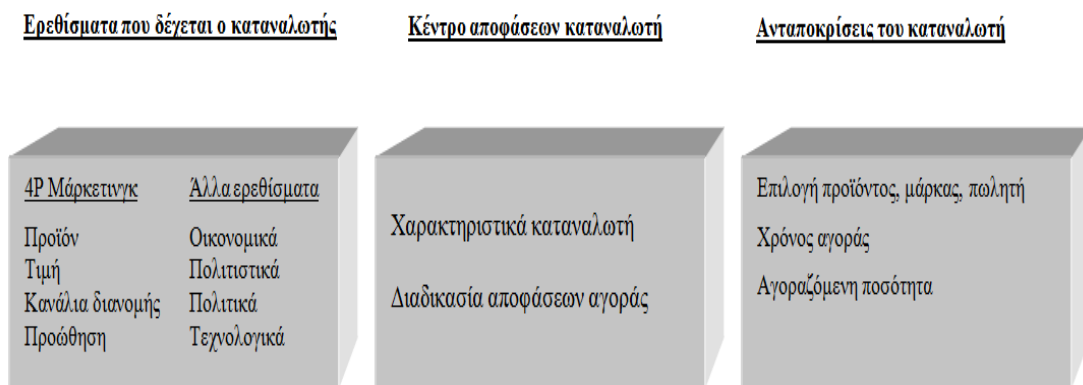 Ερεθίσματα που δέχεται ο καταναλωτής
Κέντρο αποφάσεων καταναλωτή
Ανταποκρίσεις του καταναλωτή
4P Μάρκετινγκ Άλλα ερεθίσματα
Προϊόν Οικονομικά
Τιμή Πολιτιστικά
Κανάλια διανομής Πολιτικά
Προώθηση Τεχνολογικά
Χαρακτηριστικά καταναλωτή
Διαδικασία αποφάσεων αγοράς
Επιλογή προϊόντος, μάρκας, πωλητή
Χρόνος αγοράς
Αγοραζόμενη ποσότητα